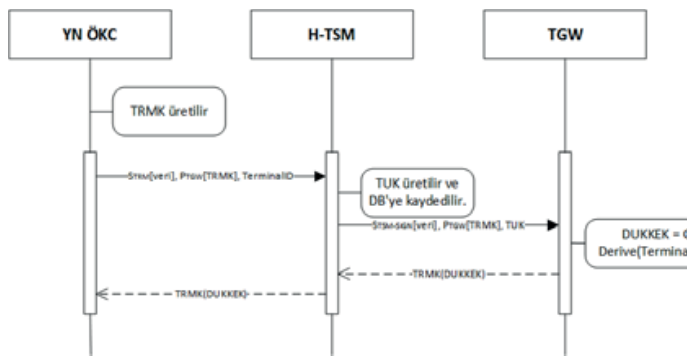 YN ÖKC
H-TSM
TGW
TRMK üretilir
STRM[veri], PTGW[TRMK], TerminalID
TUK üretilir ve
DB'ye kaydedilir.
STSM-SIGN[veri], PTGW[TRMK], TUK
DUKKEK =
Derive(Termina
TRMK(DUKKEK)
TRMK(DUKKEK)